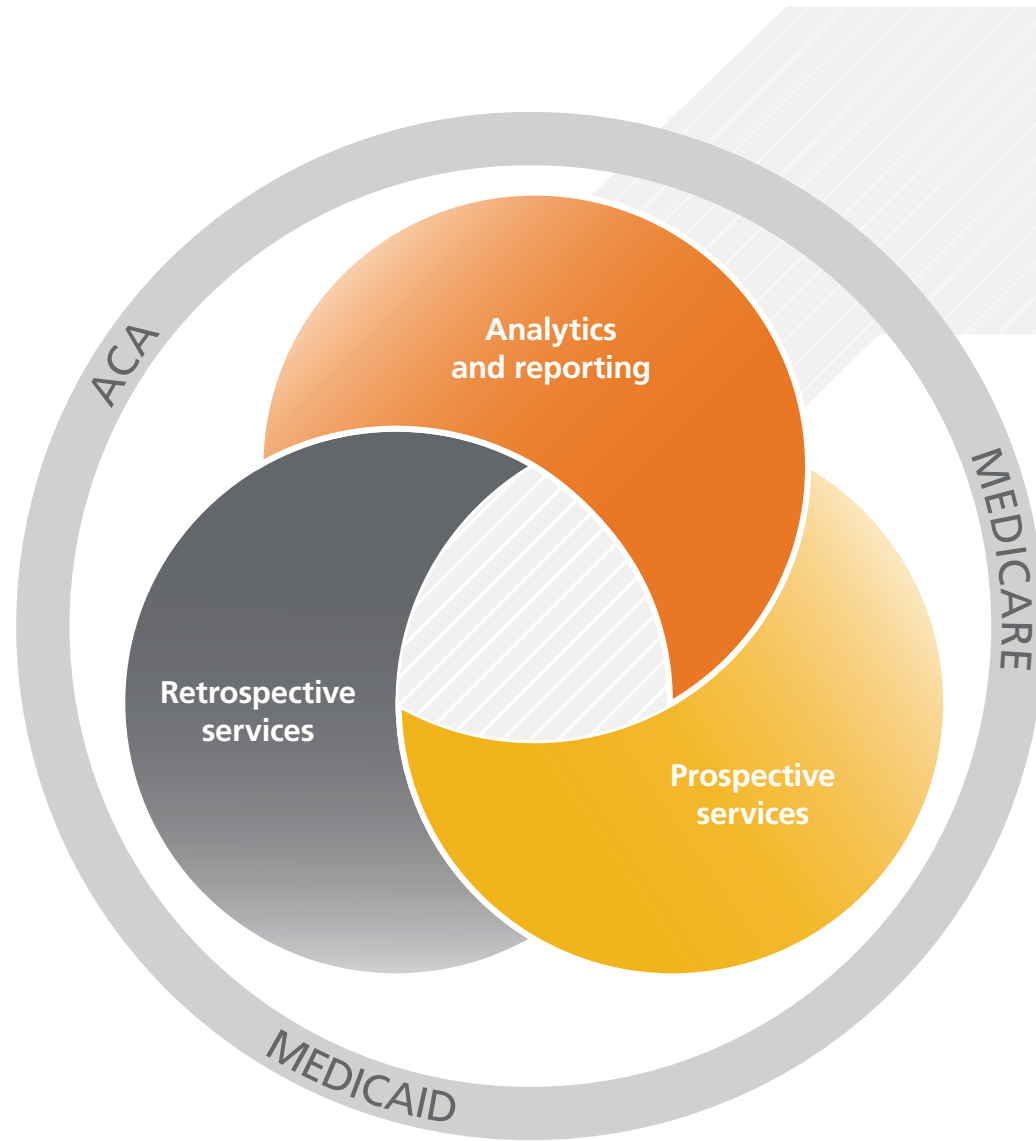 ACA
Analytics
and reporting
MEDICARE
Retrospective
services
Prospective
services
MEDICAID